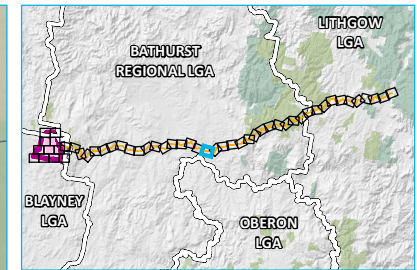 LITHGOW
LGA
BATHURST
REGIONAL LGA
BLAYNEY
LGA
OBERON
LGA